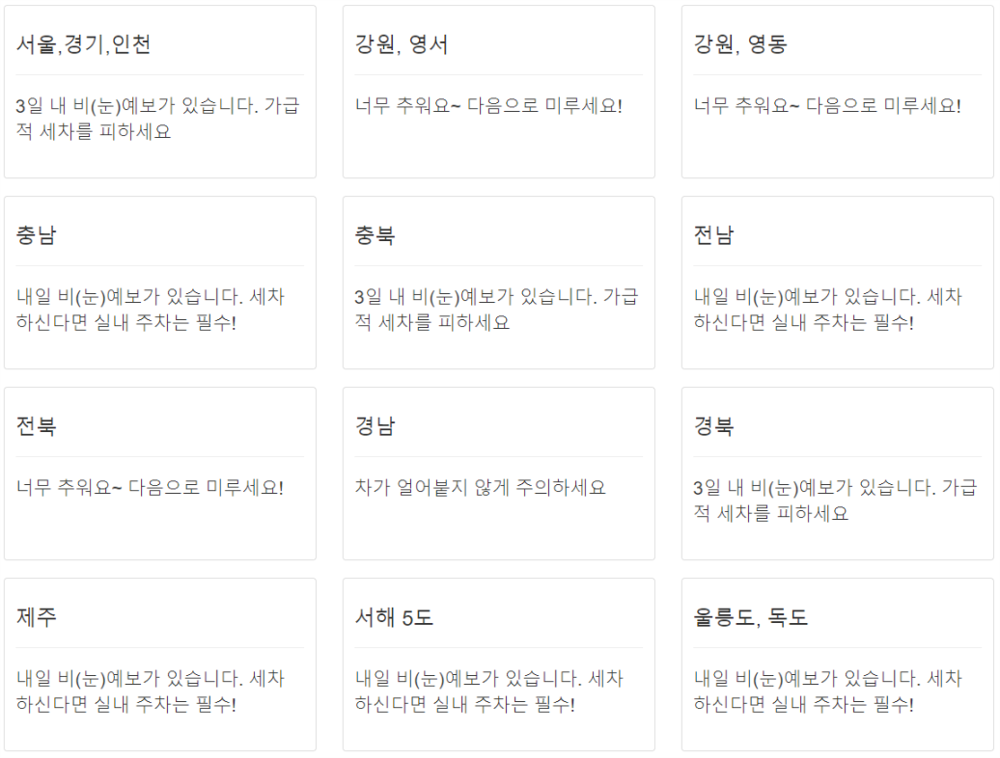 서울,경기,인천
3일 내 비(눈)예보가 있습니다. 가급
적 세차를 피하세요
강원, 영서
너무 추워요~ 다음으로 미루세요!
강원, 영동
너무 추워요~ 다음으로 미루세요!
충남
내일 비(눈)예보가 있습니다. 세차
하신다면 실내 주차는 필수!
충북
3일 내 비(눈)예보가 있습니다. 가급
적 세차를 피하세요
전남
내일 비(눈)예보가 있습니다. 세차
하신다면 실내 주차는 필수!
전북
너무 추워요~ 다음으로 미루세요!
경남
차가 얼어붙지 않게 주의하세요
경북
3일 내 비(눈)예보가 있습니다. 가급
적 세차를 피하세요
제주
내일 비(눈)예보가 있습니다. 세차
하신다면 실내 주차는 필수!
서해 5도
내일 비(눈)예보가 있습니다. 세차
하신다면 실내 주차는 필수!
울릉도, 독도
내일 비(눈)예보가 있습니다. 세차
하신다면 실내 주차는 필수!